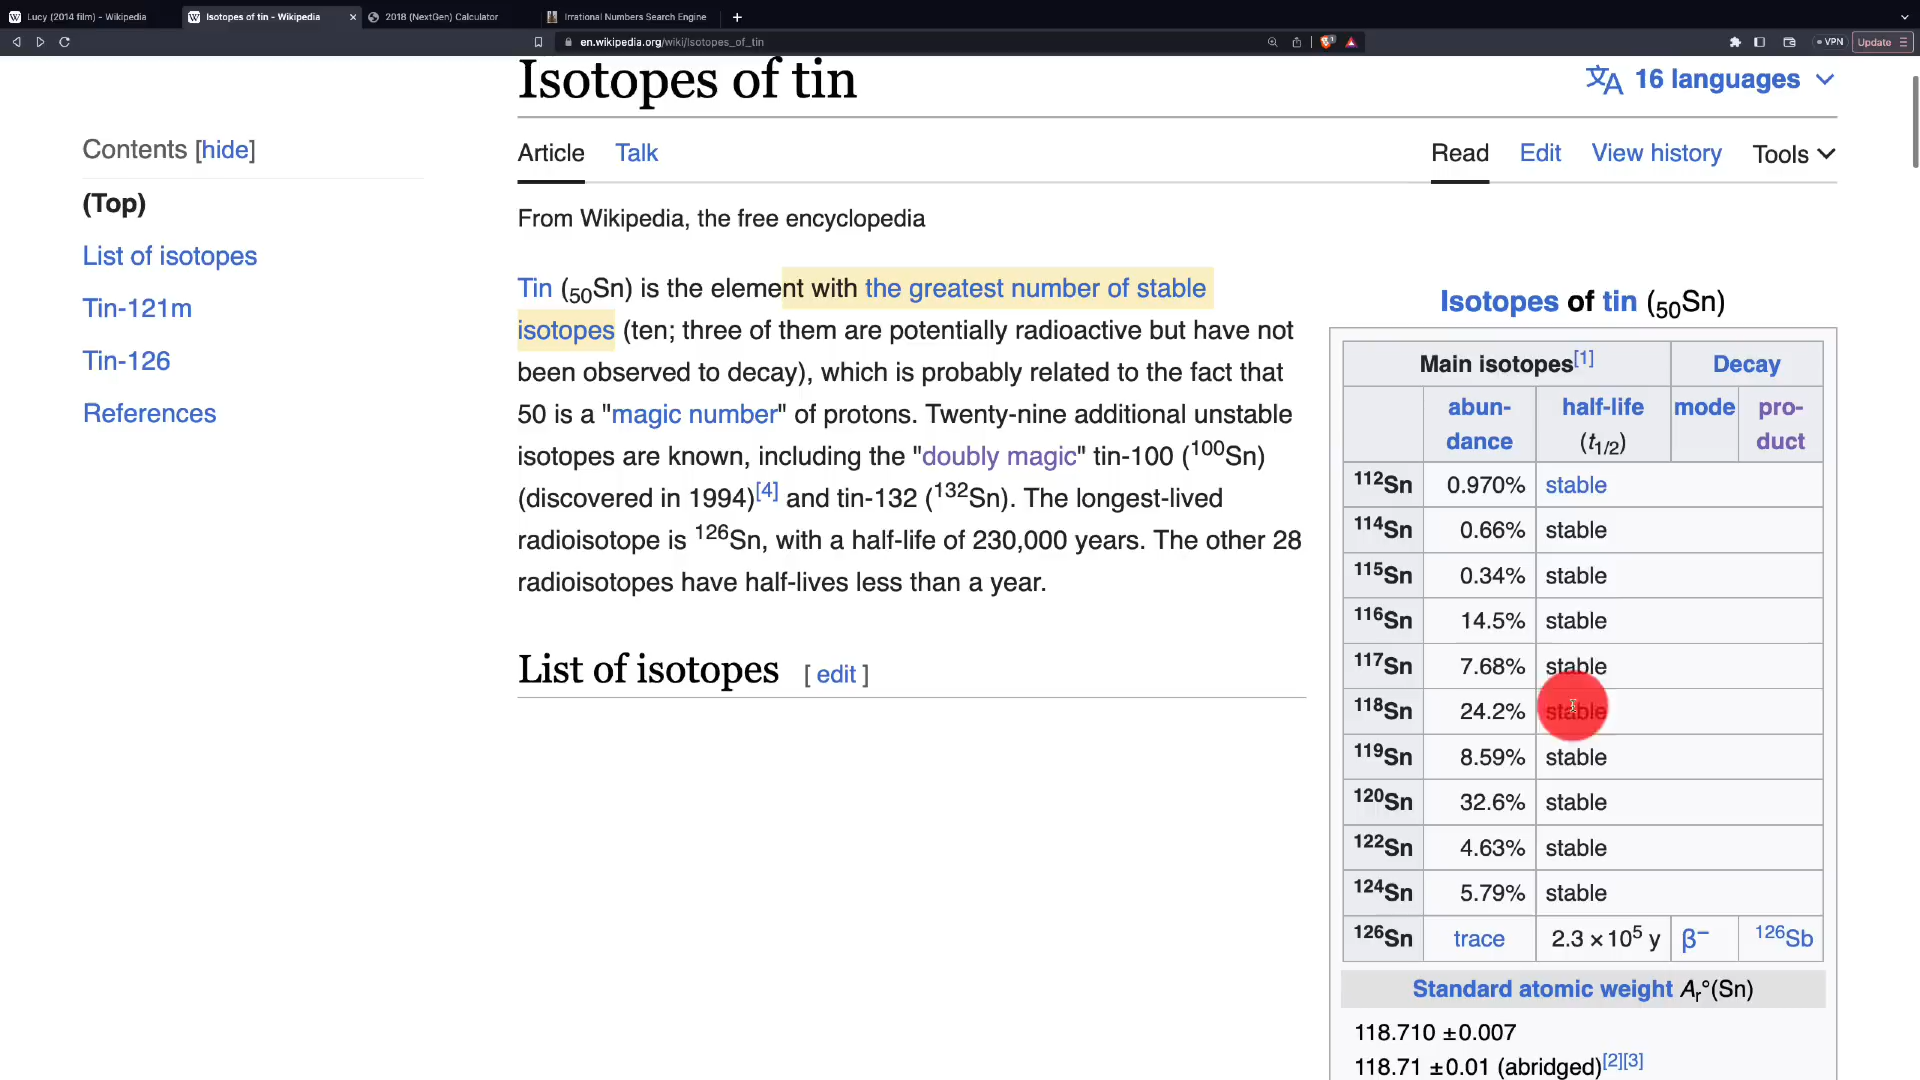 Lucy (2014 film) - Wikipedia
Isotopes of tin - Wikipedia
2018 (NextGen) Calculator
Irrational Numbers Search Engine
en.wikipedia.org/wiki/Isotopes_of_tin
VPN
Update
Isotopes of tin
16 languages
Contents [hide]
(Top)
List of isotopes
Tin-121m
Tin-126
References
Article Talk
Read Edit View history Tools
From Wikipedia, the free encyclopedia
Tin (₅₀Sn) is the element with the greatest number of stable
isotopes (ten; three of them are potentially radioactive but have not
been observed to decay), which is probably related to the fact that
50 is a "magic number" of protons. Twenty-nine additional unstable
isotopes are known, including the "doubly magic" tin-100 (¹⁰⁰Sn)
(discovered in 1994)[4] and tin-132 (¹³²Sn). The longest-lived
radioisotope is ¹²⁶Sn, with a half-life of 230,000 years. The other 28
radioisotopes have half-lives less than a year.
List of isotopes [ edit ]
Isotopes of tin (₅₀Sn)
Main isotopes[1] Decay
abun-
dance
half-life
(t1/2)
mode
pro-
duct
¹¹²Sn 0.970% stable
¹¹⁴Sn 0.66% stable
¹¹⁵Sn 0.34% stable
¹¹⁶Sn 14.5% stable
¹¹⁷Sn 7.68% stable
¹¹⁸Sn 24.2% stable
¹¹⁹Sn 8.59% stable
¹²⁰Sn 32.6% stable
¹²²Sn 4.63% stable
¹²⁴Sn 5.79% stable
¹²⁶Sn trace 2.3 × 10⁵ y β⁻ ¹²⁶Sb
Standard atomic weight Aᵣ°(Sn)
118.710 ±0.007
118.71 ±0.01 (abridged)[2][3]